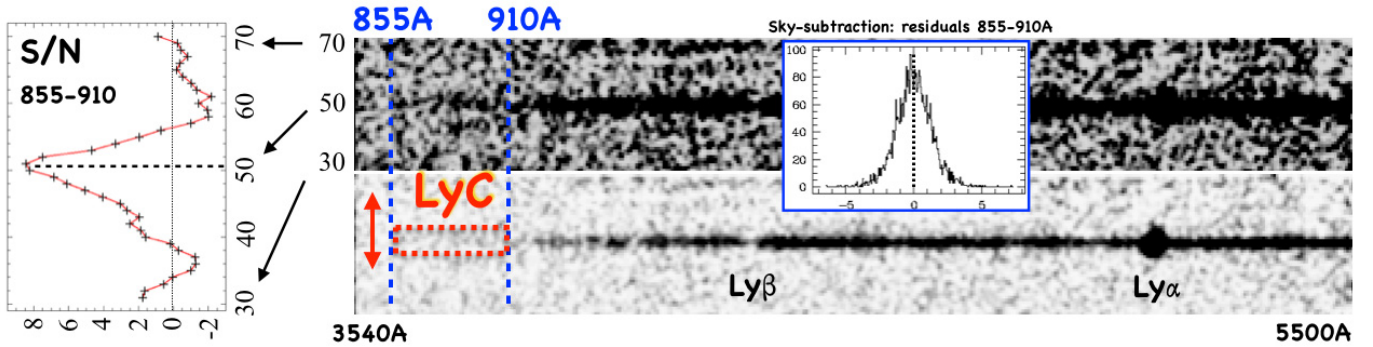 855A 910A
Sky-subtraction: residuals 855-910A
S/N
855-910
70
60
50
40
30
8 6 4 2 0 -2
70
50
30
100
80
60
40
20
0
-5 0 5
LyC
Lyβ
Lyα
3540A
5500A